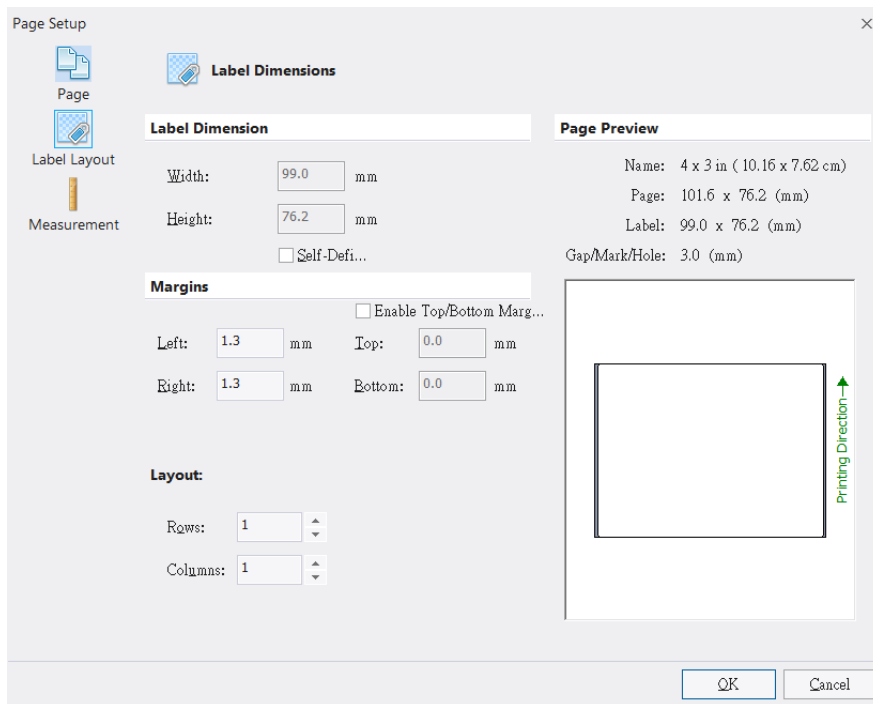 Page Setup
Page
Label Layout
Measurement
Label Dimensions
Label Dimension
Width: 99.0 mm
Height: 76.2 mm
Self-Defi...
Margins
Enable Top/Bottom Marg...
Left: 1.3 mm Top: 0.0 mm
Right: 1.3 mm Bottom: 0.0 mm
Layout:
Rows: 1
Columns: 1
Page Preview
Name: 4 x 3 in ( 10.16 x 7.62 cm)
Page: 101.6 x 76.2 (mm)
Label: 99.0 x 76.2 (mm)
Gap/Mark/Hole: 3.0 (mm)
Printing Direction
OK Cancel